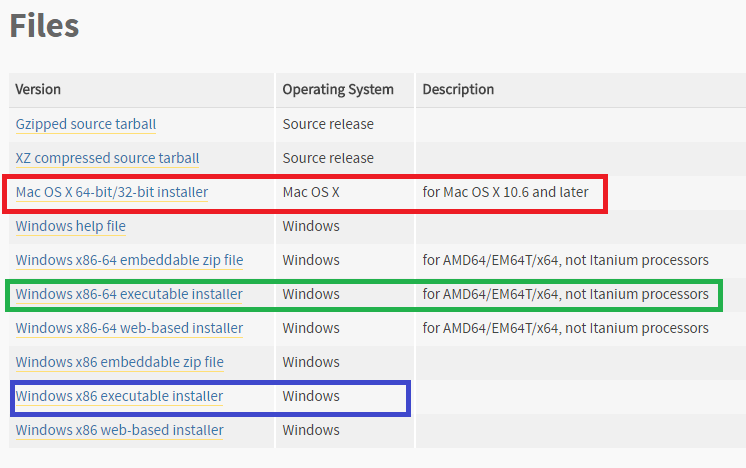 Files
Version Operating System Description
Gzipped source tarball Source release
XZ compressed source tarball Source release
Mac OS X 64-bit/32-bit installer Mac OS X for Mac OS X 10.6 and later
Windows help file Windows
Windows x86-64 embeddable zip file Windows for AMD64/EM64T/x64, not Itanium processors
Windows x86-64 executable installer Windows for AMD64/EM64T/x64, not Itanium processors
Windows x86-64 web-based installer Windows for AMD64/EM64T/x64, not Itanium processors
Windows x86 embeddable zip file Windows
Windows x86 executable installer Windows
Windows x86 web-based installer Windows